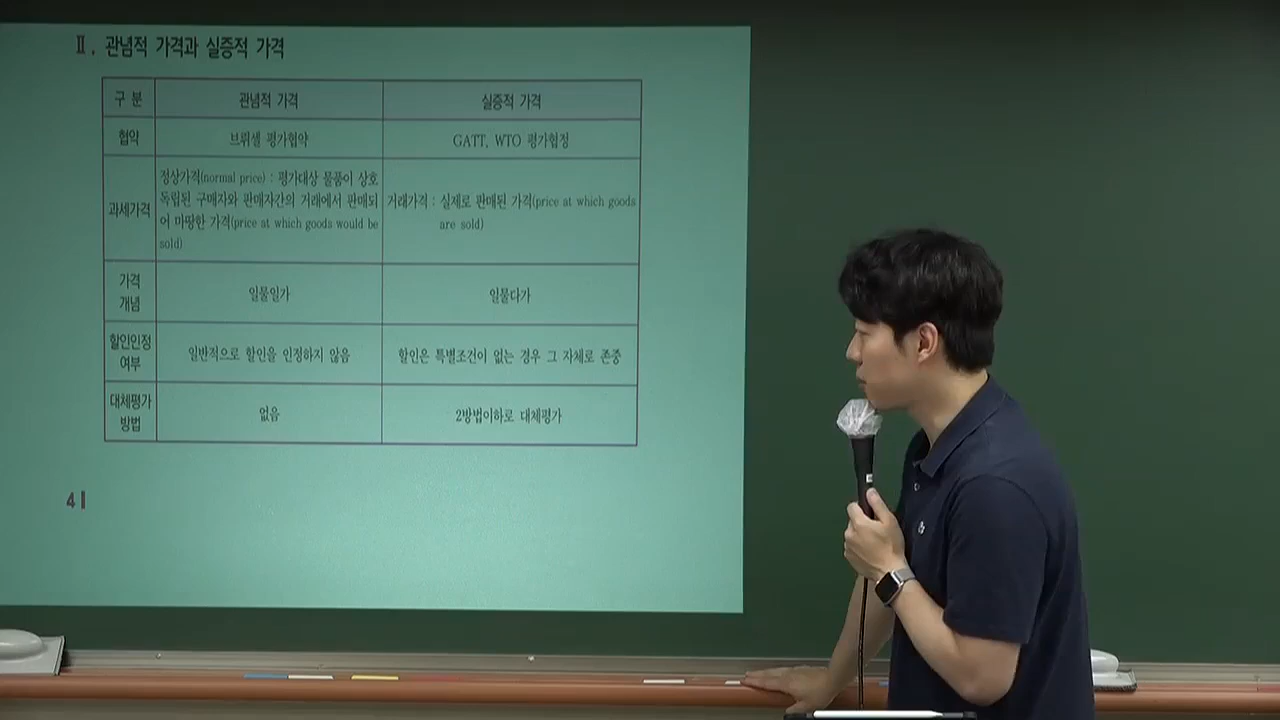 Ⅱ. 관념적 가격과 실증적 가격
구 분 관념적 가격 실증적 가격
협약 브뤼셀 평가협약 GATT, WTO 평가협정
과세가격
정상가격(normal price) : 평가대상 물품이 상호
독립된 구매자와 판매자간의 거래에서 판매되
어 마땅한 가격(price at which goods would be
sold)
거래가격 : 실제로 판매된 가격(price at which goods
are sold)
가격
개념
일물일가
일물다가
할인인정
여부
일반적으로 할인을 인정하지 않음
할인은 특별조건이 없는 경우 그 자체로 존중
대체평가
방법
없음
2방법이하로 대체평가
4